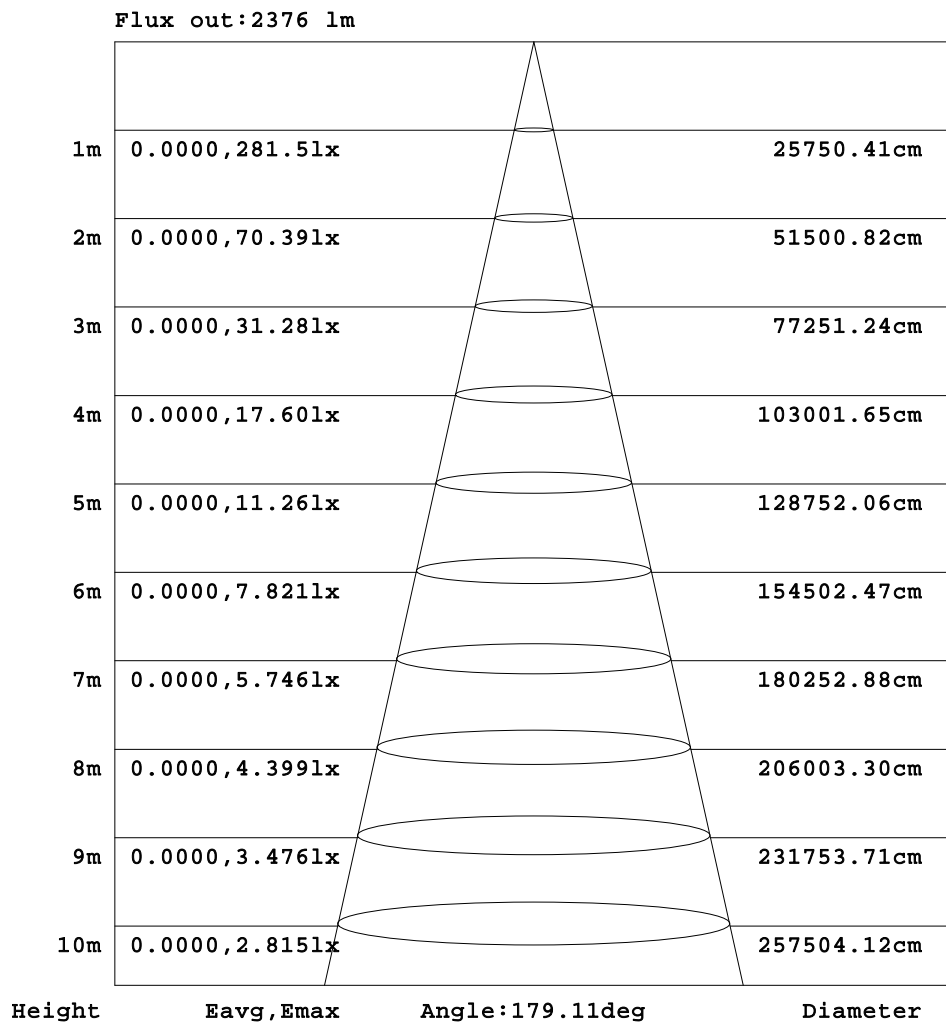 Flux out:2376 lm
1m 0.0000,281.5lx 25750.41cm
2m 0.0000,70.39lx 51500.82cm
3m 0.0000,31.28lx 77251.24cm
4m 0.0000,17.60lx 103001.65cm
5m 0.0000,11.26lx 128752.06cm
6m 0.0000,7.821lx 154502.47cm
7m 0.0000,5.746lx 180252.88cm
8m 0.0000,4.399lx 206003.30cm
9m 0.0000,3.476lx 231753.71cm
10m 0.0000,2.815lx 257504.12cm
Height Eavg,Emax Angle:179.11deg Diameter